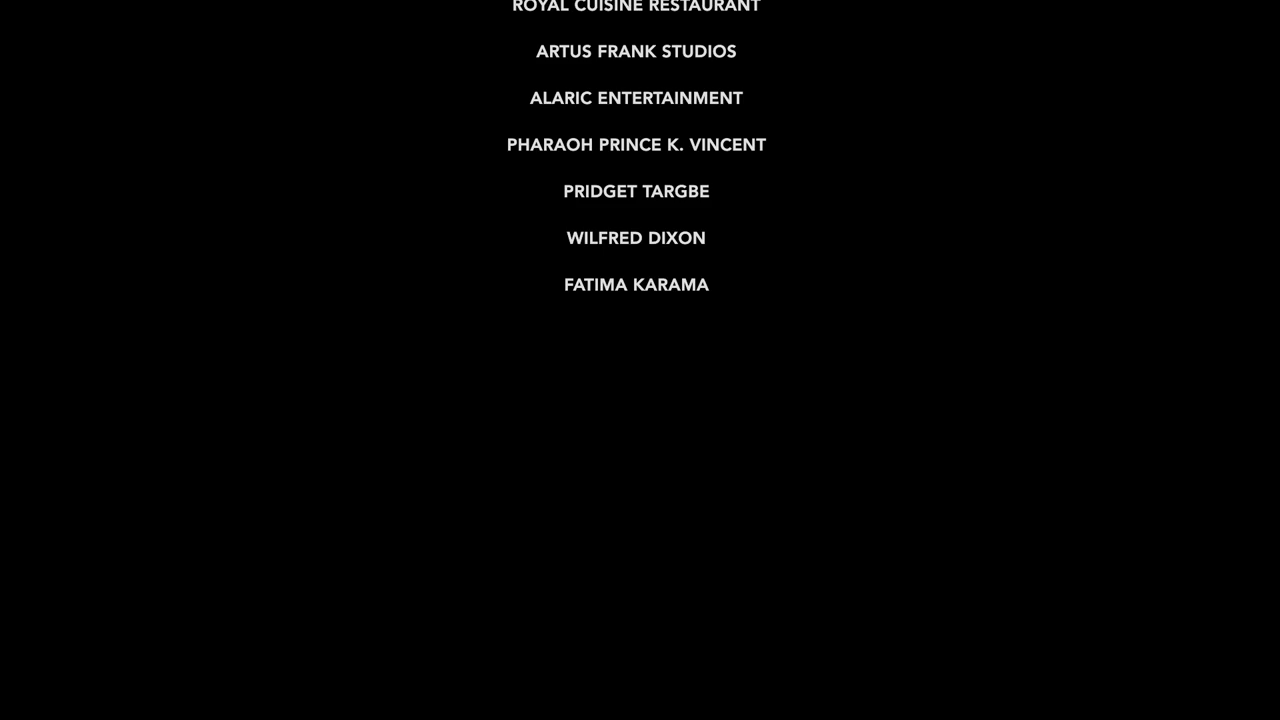 ROYAL CUISINE RESTAURANT
ARTUS FRANK STUDIOS
ALARIC ENTERTAINMENT
PHARAOH PRINCE K. VINCENT
PRIDGET TARGBE
WILFRED DIXON
FATIMA KARAMA